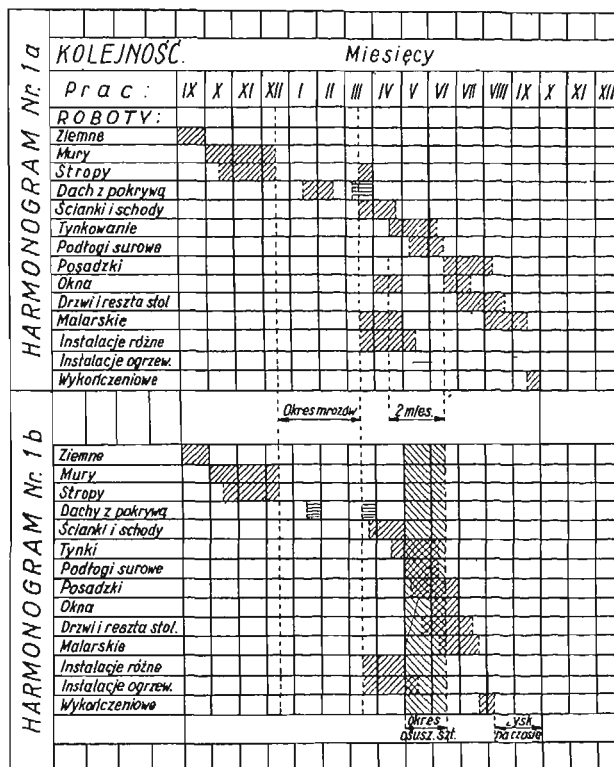 HARMONOGRAM Nr. 1a
KOLEJNOŚĆ. Miesięcy
Prac: IX X XI XII I II III IV V VI VII VIII IX X XI XII
ROBOTY:
Ziemne
Mury
Stropy
Dach z pokrywą
Ścianki i schody
Tynkowanie
Podłogi surowe
Posadzki
Okna
Drzwi i reszta stol
Malarskie
Instalacje różne
Instalacje ogrzew.
Wykończeniowe
Okres mrozów 2 mies.
HARMONOGRAM Nr. 1b
Ziemne
Mury
Stropy
Dachy z pokrywą
Ścianki i schody
Tynki
Podłogi surowe
Posadzki
Okna
Drzwi i reszta stol.
Malarskie
Instalacje różne
Instalacje ogrzew.
Wykończeniowe
okres zysk
osusz. szt. na czasie